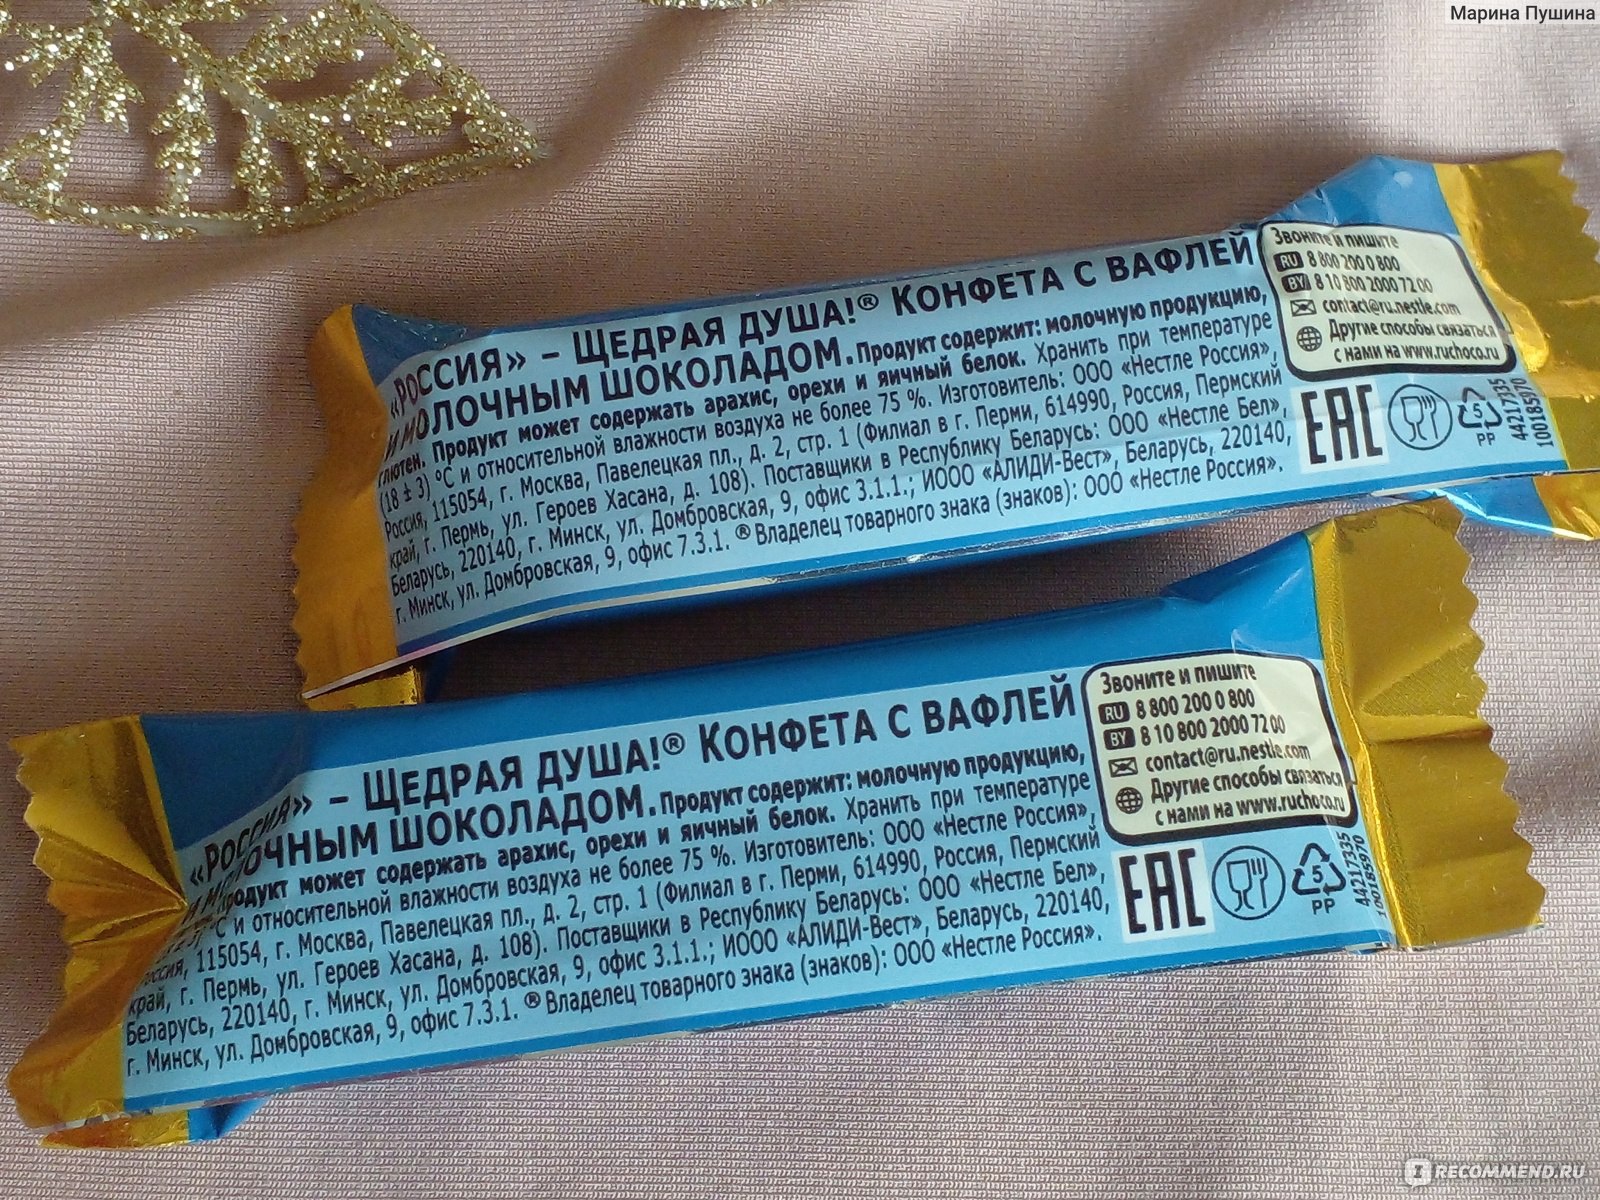 Марина Пушина
«РОССИЯ» – ЩЕДРАЯ ДУША!® КОНФЕТА С ВАФЛЕЙ
И МОЛОЧНЫМ ШОКОЛАДОМ. Продукт содержит: молочную продукцию,
глютен. Продукт может содержать арахис, орехи и яичный белок. Хранить при температуре
(18 ± 3) °С и относительной влажности воздуха не более 75 %. Изготовитель: ООО «Нестле Россия»,
Россия, 115054, г. Москва, Павелецкая пл., д. 2, стр. 1 (Филиал в г. Перми, 614990, Россия, Пермский
край, г. Пермь, ул. Героев Хасана, д. 108). Поставщики в Республику Беларусь: ООО «Нестле Бел»,
Беларусь, 220140, г. Минск, ул. Домбровская, 9, офис 3.1.1.; ИООО «АЛИДИ-Вест», Беларусь, 220140,
г. Минск, ул. Домбровская, 9, офис 7.3.1. ® Владелец товарного знака (знаков): ООО «Нестле Россия».
Звоните и пишите
RU 8 800 200 0 800
BY 8 10 800 2000 72 00
contact@ru.nestle.com
Другие способы связаться
с нами на www.ruchoco.ru
EAC
5
PP
44217335
100185970
«РОССИЯ» – ЩЕДРАЯ ДУША!® КОНФЕТА С ВАФЛЕЙ
И МОЛОЧНЫМ ШОКОЛАДОМ. Продукт содержит: молочную продукцию,
Продукт может содержать арахис, орехи и яичный белок. Хранить при температуре
°С и относительной влажности воздуха не более 75 %. Изготовитель: ООО «Нестле Россия»,
Россия, 115054, г. Москва, Павелецкая пл., д. 2, стр. 1 (Филиал в г. Перми, 614990, Россия, Пермский
край, г. Пермь, ул. Героев Хасана, д. 108). Поставщики в Республику Беларусь: ООО «Нестле Бел»,
Беларусь, 220140, г. Минск, ул. Домбровская, 9, офис 3.1.1.; ИООО «АЛИДИ-Вест», Беларусь, 220140,
г. Минск, ул. Домбровская, 9, офис 7.3.1. ® Владелец товарного знака (знаков): ООО «Нестле Россия».
Звоните и пишите
RU 8 800 200 0 800
BY 8 10 800 2000 72 00
contact@ru.nestle.com
Другие способы связаться
с нами на www.ruchoco.ru
EAC
5
PP
44217335
100185970
IRECOMMEND.RU